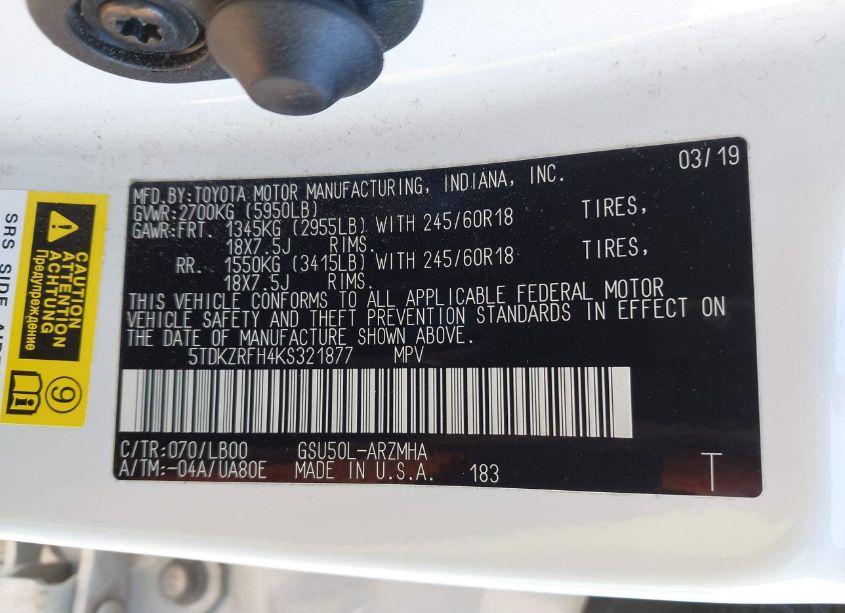 03/19
MFD.BY:TOYOTA MOTOR MANUFACTURING, INDIANA, INC.
GVWR:2700KG (5950LB)
GAWR:FRT. 1345KG (2955LB) WITH 245/60R18 TIRES,
18X7.5J RIMS.
RR. 1550KG (3415LB) WITH 245/60R18 TIRES,
18X7.5J RIMS.
THIS VEHICLE CONFORMS TO ALL APPLICABLE FEDERAL MOTOR
VEHICLE SAFETY AND THEFT PREVENTION STANDARDS IN EFFECT ON
THE DATE OF MANUFACTURE SHOWN ABOVE.
5TDKZRFH4KS321877 MPV
C/TR:070/LB00 GSU50L-ARZMHA
A/TM:-04A/UA80E MADE IN U.S.A. 183
T
CAUTION
ATTENTION
ACHTUNG
Предупреждение
9
SRS SIDE